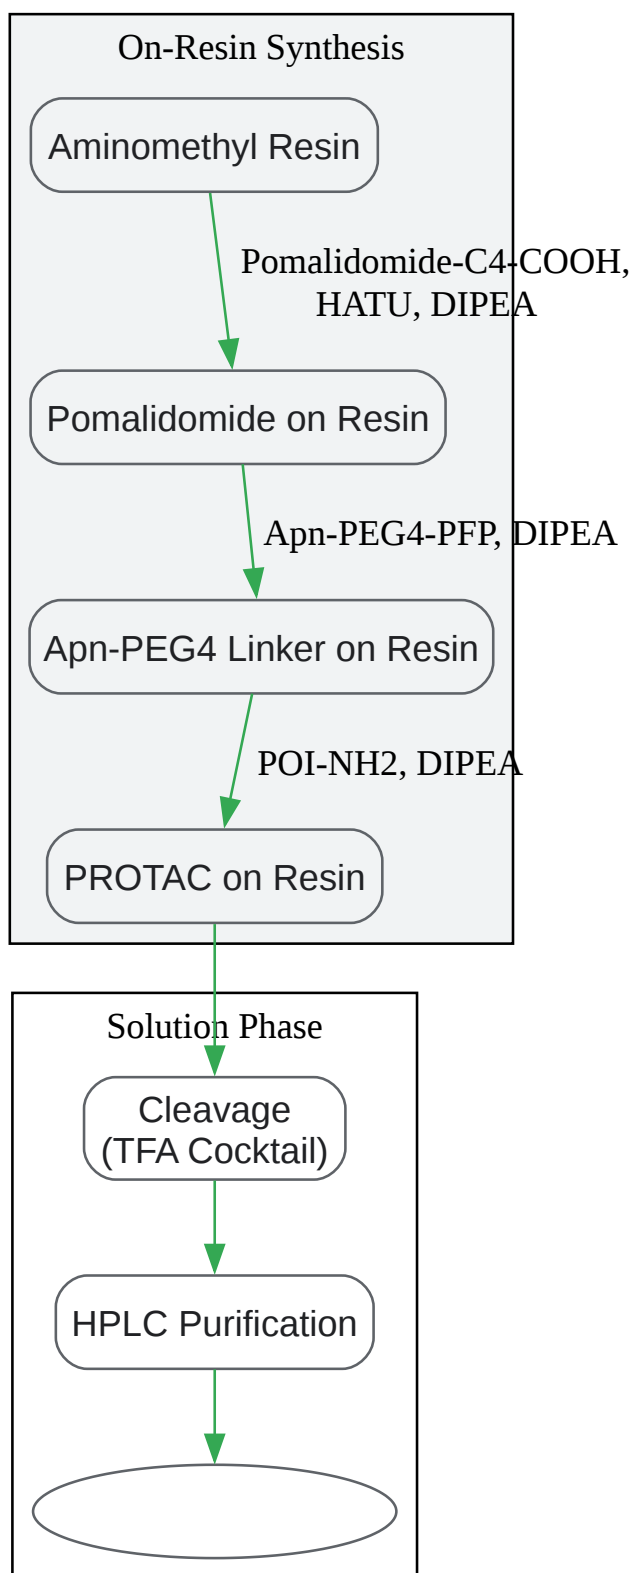 On-Resin Synthesis
Aminomethyl Resin
Pomalidomide-C4-COOH,
HATU, DIPEA
Pomalidomide on Resin
Apn-PEG4-PFP, DIPEA
Apn-PEG4 Linker on Resin
POI-NH2, DIPEA
PROTAC on Resin
Solution Phase
Cleavage
(TFA Cocktail)
HPLC Purification